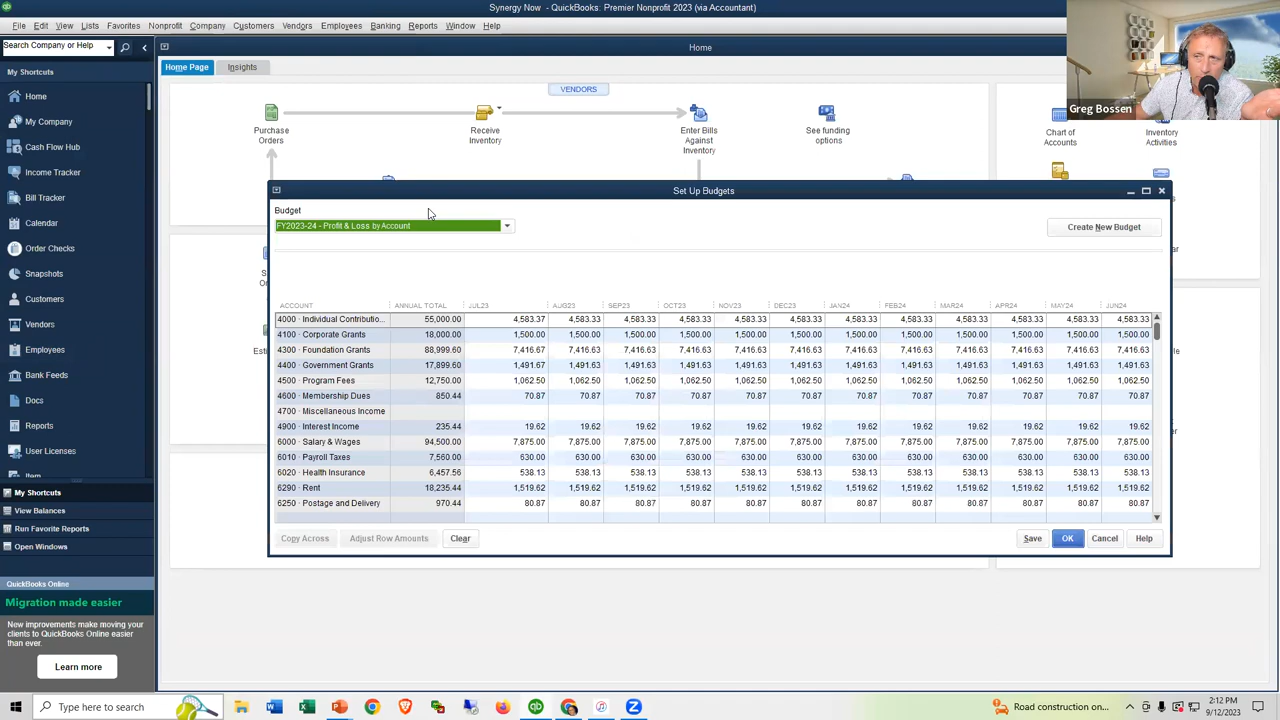 Synergy Now - QuickBooks: Premier Nonprofit 2023 (via Accountant)
File Edit View Lists Favorites Nonprofit Company Customers Vendors Employees Banking Reports Window Help
Search Company or Help
Home
My Shortcuts
Home Page Insights
VENDORS
Home
My Company
Cash Flow Hub
Income Tracker
Bill Tracker
Calendar
Order Checks
Snapshots
Customers
Vendors
Employees
Bank Feeds
Docs
Reports
User Licenses
Item
My Shortcuts
View Balances
Run Favorite Reports
Open Windows
QuickBooks Online
Migration made easier
New improvements make moving your
clients to QuickBooks Online easier
than ever.
Learn more
Purchase
Orders
Receive
Inventory
Enter Bills
Against
Inventory
See funding
options
Chart of
Accounts
Inventory
Activities
Greg Bossen
Set Up Budgets
Budget
FY2023-24 - Profit & Loss by Account
Create New Budget
ACCOUNT ANNUAL TOTAL JUL23 AUG23 SEP23 OCT23 NOV23 DEC23 JAN24 FEB24 MAR24 APR24 MAY24 JUN24
4000 · Individual Contributio... 55,000.00 4,583.37 4,583.33 4,583.33 4,583.33 4,583.33 4,583.33 4,583.33 4,583.33 4,583.33 4,583.33 4,583.33 4,583.33
4100 · Corporate Grants 18,000.00 1,500.00 1,500.00 1,500.00 1,500.00 1,500.00 1,500.00 1,500.00 1,500.00 1,500.00 1,500.00 1,500.00 1,500.00
4300 · Foundation Grants 88,999.60 7,416.67 7,416.63 7,416.63 7,416.63 7,416.63 7,416.63 7,416.63 7,416.63 7,416.63 7,416.63 7,416.63 7,416.63
4400 · Government Grants 17,899.60 1,491.67 1,491.63 1,491.63 1,491.63 1,491.63 1,491.63 1,491.63 1,491.63 1,491.63 1,491.63 1,491.63 1,491.63
4500 · Program Fees 12,750.00 1,062.50 1,062.50 1,062.50 1,062.50 1,062.50 1,062.50 1,062.50 1,062.50 1,062.50 1,062.50 1,062.50 1,062.50
4600 · Membership Dues 850.44 70.87 70.87 70.87 70.87 70.87 70.87 70.87 70.87 70.87 70.87 70.87 70.87
4700 · Miscellaneous Income
4900 · Interest Income 235.44 19.62 19.62 19.62 19.62 19.62 19.62 19.62 19.62 19.62 19.62 19.62 19.62
6000 · Salary & Wages 94,500.00 7,875.00 7,875.00 7,875.00 7,875.00 7,875.00 7,875.00 7,875.00 7,875.00 7,875.00 7,875.00 7,875.00 7,875.00
6010 · Payroll Taxes 7,560.00 630.00 630.00 630.00 630.00 630.00 630.00 630.00 630.00 630.00 630.00 630.00 630.00
6020 · Health Insurance 6,457.56 538.13 538.13 538.13 538.13 538.13 538.13 538.13 538.13 538.13 538.13 538.13 538.13
6290 · Rent 18,235.44 1,519.62 1,519.62 1,519.62 1,519.62 1,519.62 1,519.62 1,519.62 1,519.62 1,519.62 1,519.62 1,519.62 1,519.62
6250 · Postage and Delivery 970.44 80.87 80.87 80.87 80.87 80.87 80.87 80.87 80.87 80.87 80.87 80.87 80.87
Copy Across Adjust Row Amounts Clear Save OK Cancel Help
Type here to search
Road construction on...
2:12 PM
9/12/2023